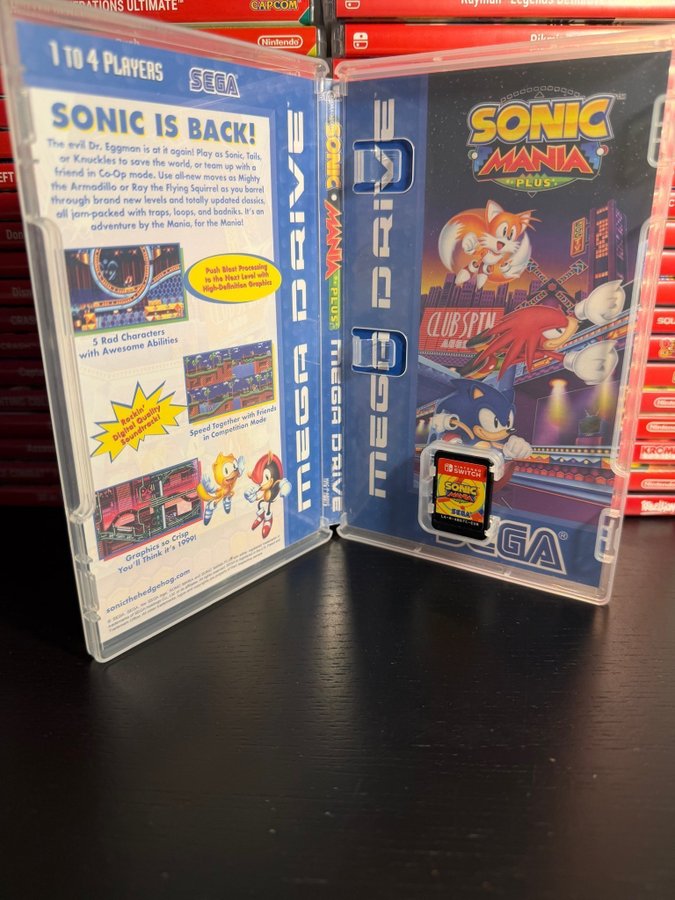 GENERATIONS ULTIMATE™
CAPCOM
Nintendo
Rayman® Legends
1 TO 4 PLAYERS
SEGA
SONIC IS BACK!
The evil Dr. Eggman is at it again! Play as Sonic, Tails,
or Knuckles to save the world, or team up with a
friend in Co-Op mode. Use all-new moves as Mighty
the Armadillo or Ray the Flying Squirrel as you barrel
through brand new levels and totally updated classics,
all jam-packed with traps, loops, and badniks. It's an
adventure by the Mania, for the Mania!
Push Blast Processing
to the Next Level with
High-Definition Graphics
5 Rad Characters
with Awesome Abilities
Rockin'
Digital Quality
Soundtrack!
Speed Together with Friends
in Competition Mode
Graphics so Crisp
You'll Think it's 1999!
sonicthehedgehog.com
MEGA DRIVE
SONIC MANIA PLUS
MEGA DRIVE
MEGA DRIVE
SONIC
MANIA
PLUS
™
CLUB SPIN
NINTENDO
SWITCH
SONIC
MANIA
SEGA
SEGA®
Nintendo
Nintendo
KROM